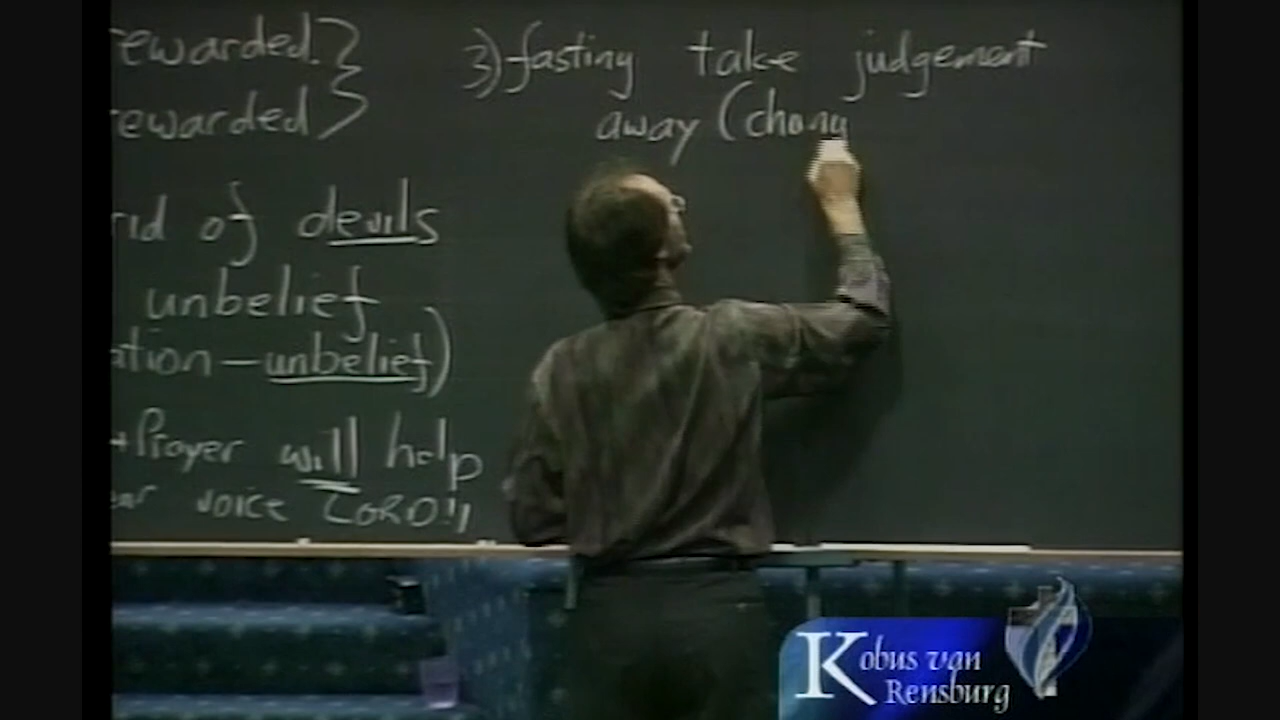 rewarded.}
rewarded}
rid of devils
unbelief
ation - unbelief)
+Prayer will help
voice LORD!!,
3) fasting take judgement
away (chang
Kobus van
Rensburg